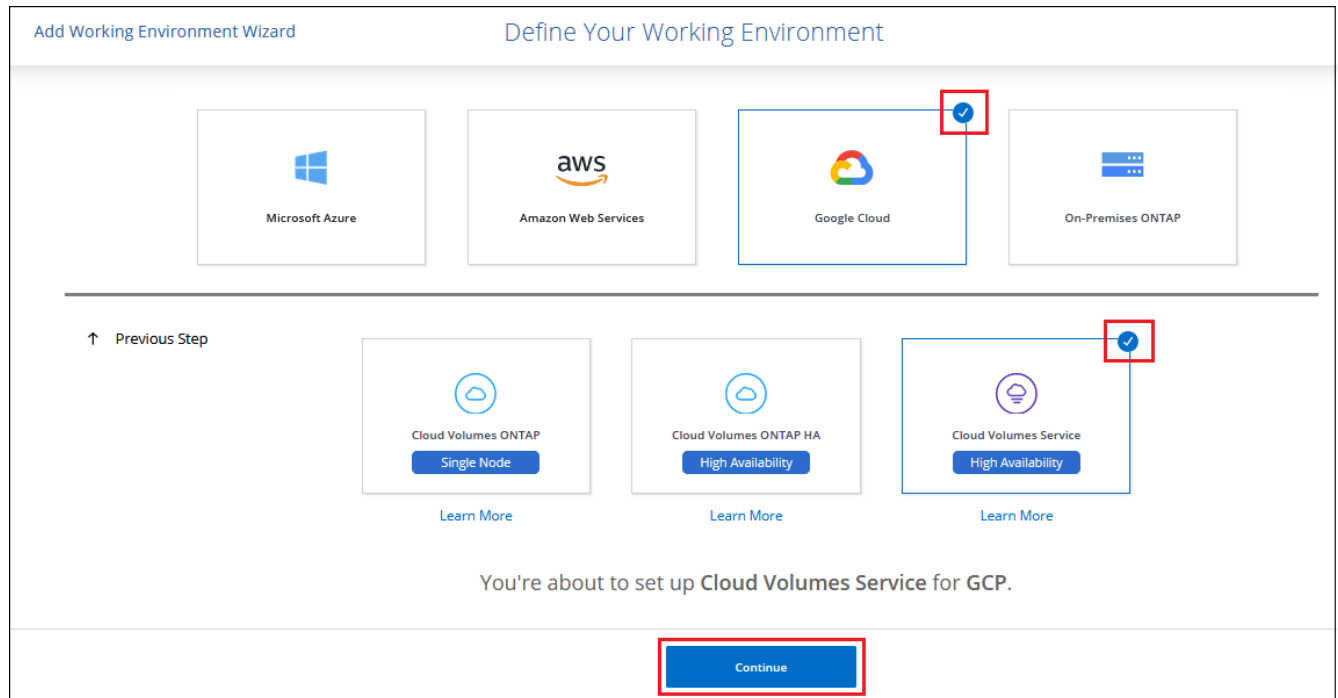 Add Working Environment Wizard
Define Your Working Environment
Microsoft Azure
aws
Amazon Web Services
Google Cloud
On-Premises ONTAP
↑ Previous Step
Cloud Volumes ONTAP
Single Node
Learn More
Cloud Volumes ONTAP HA
High Availability
Learn More
Cloud Volumes Service
High Availability
Learn More
You're about to set up Cloud Volumes Service for GCP.
Continue